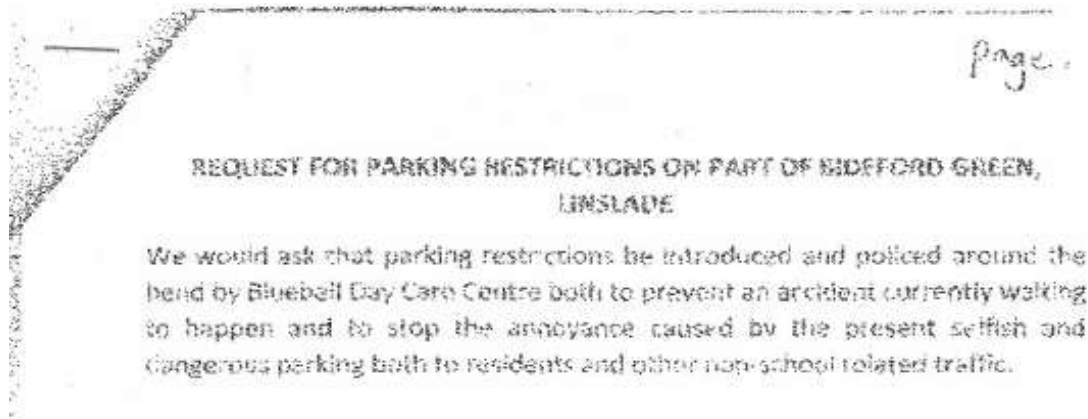 page.
REQUEST FOR PARKING RESTRICTIONS ON PART OF BIDEFORD GREEN,
LINSLADE
We would ask that parking restrictions be introduced and policed around the
bend by Bluebell Day Care Centre both to prevent an accident currently waiting
to happen and to stop the annoyance caused by the present selfish and
dangerous parking both to residents and other non-school related traffic.